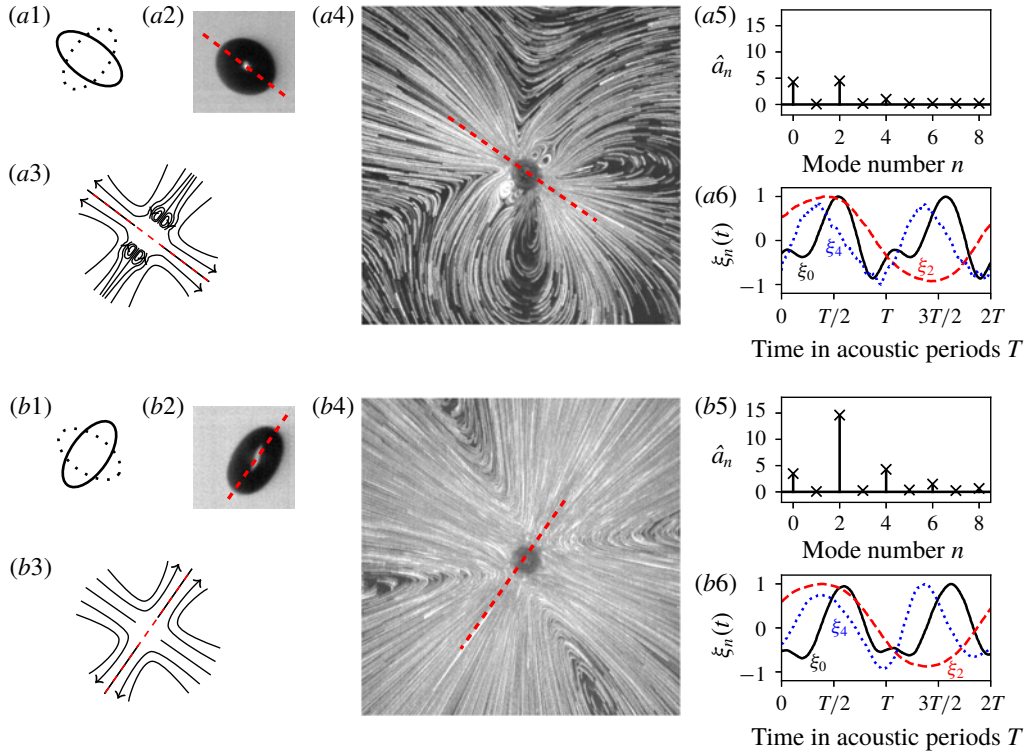 (a1)
(a2)
(a3)
(a4)
(a5)
15
10
5
0
â_n
0 2 4 6 8
Mode number n
(a6)
1
0
−1
ξ_n(t)
ξ_0
ξ_4
ξ_2
0 T/2 T 3T/2 2T
Time in acoustic periods T
(b1)
(b2)
(b3)
(b4)
(b5)
15
10
5
0
â_n
0 2 4 6 8
Mode number n
(b6)
1
0
−1
ξ_n(t)
ξ_0
ξ_4
ξ_2
0 T/2 T 3T/2 2T
Time in acoustic periods T